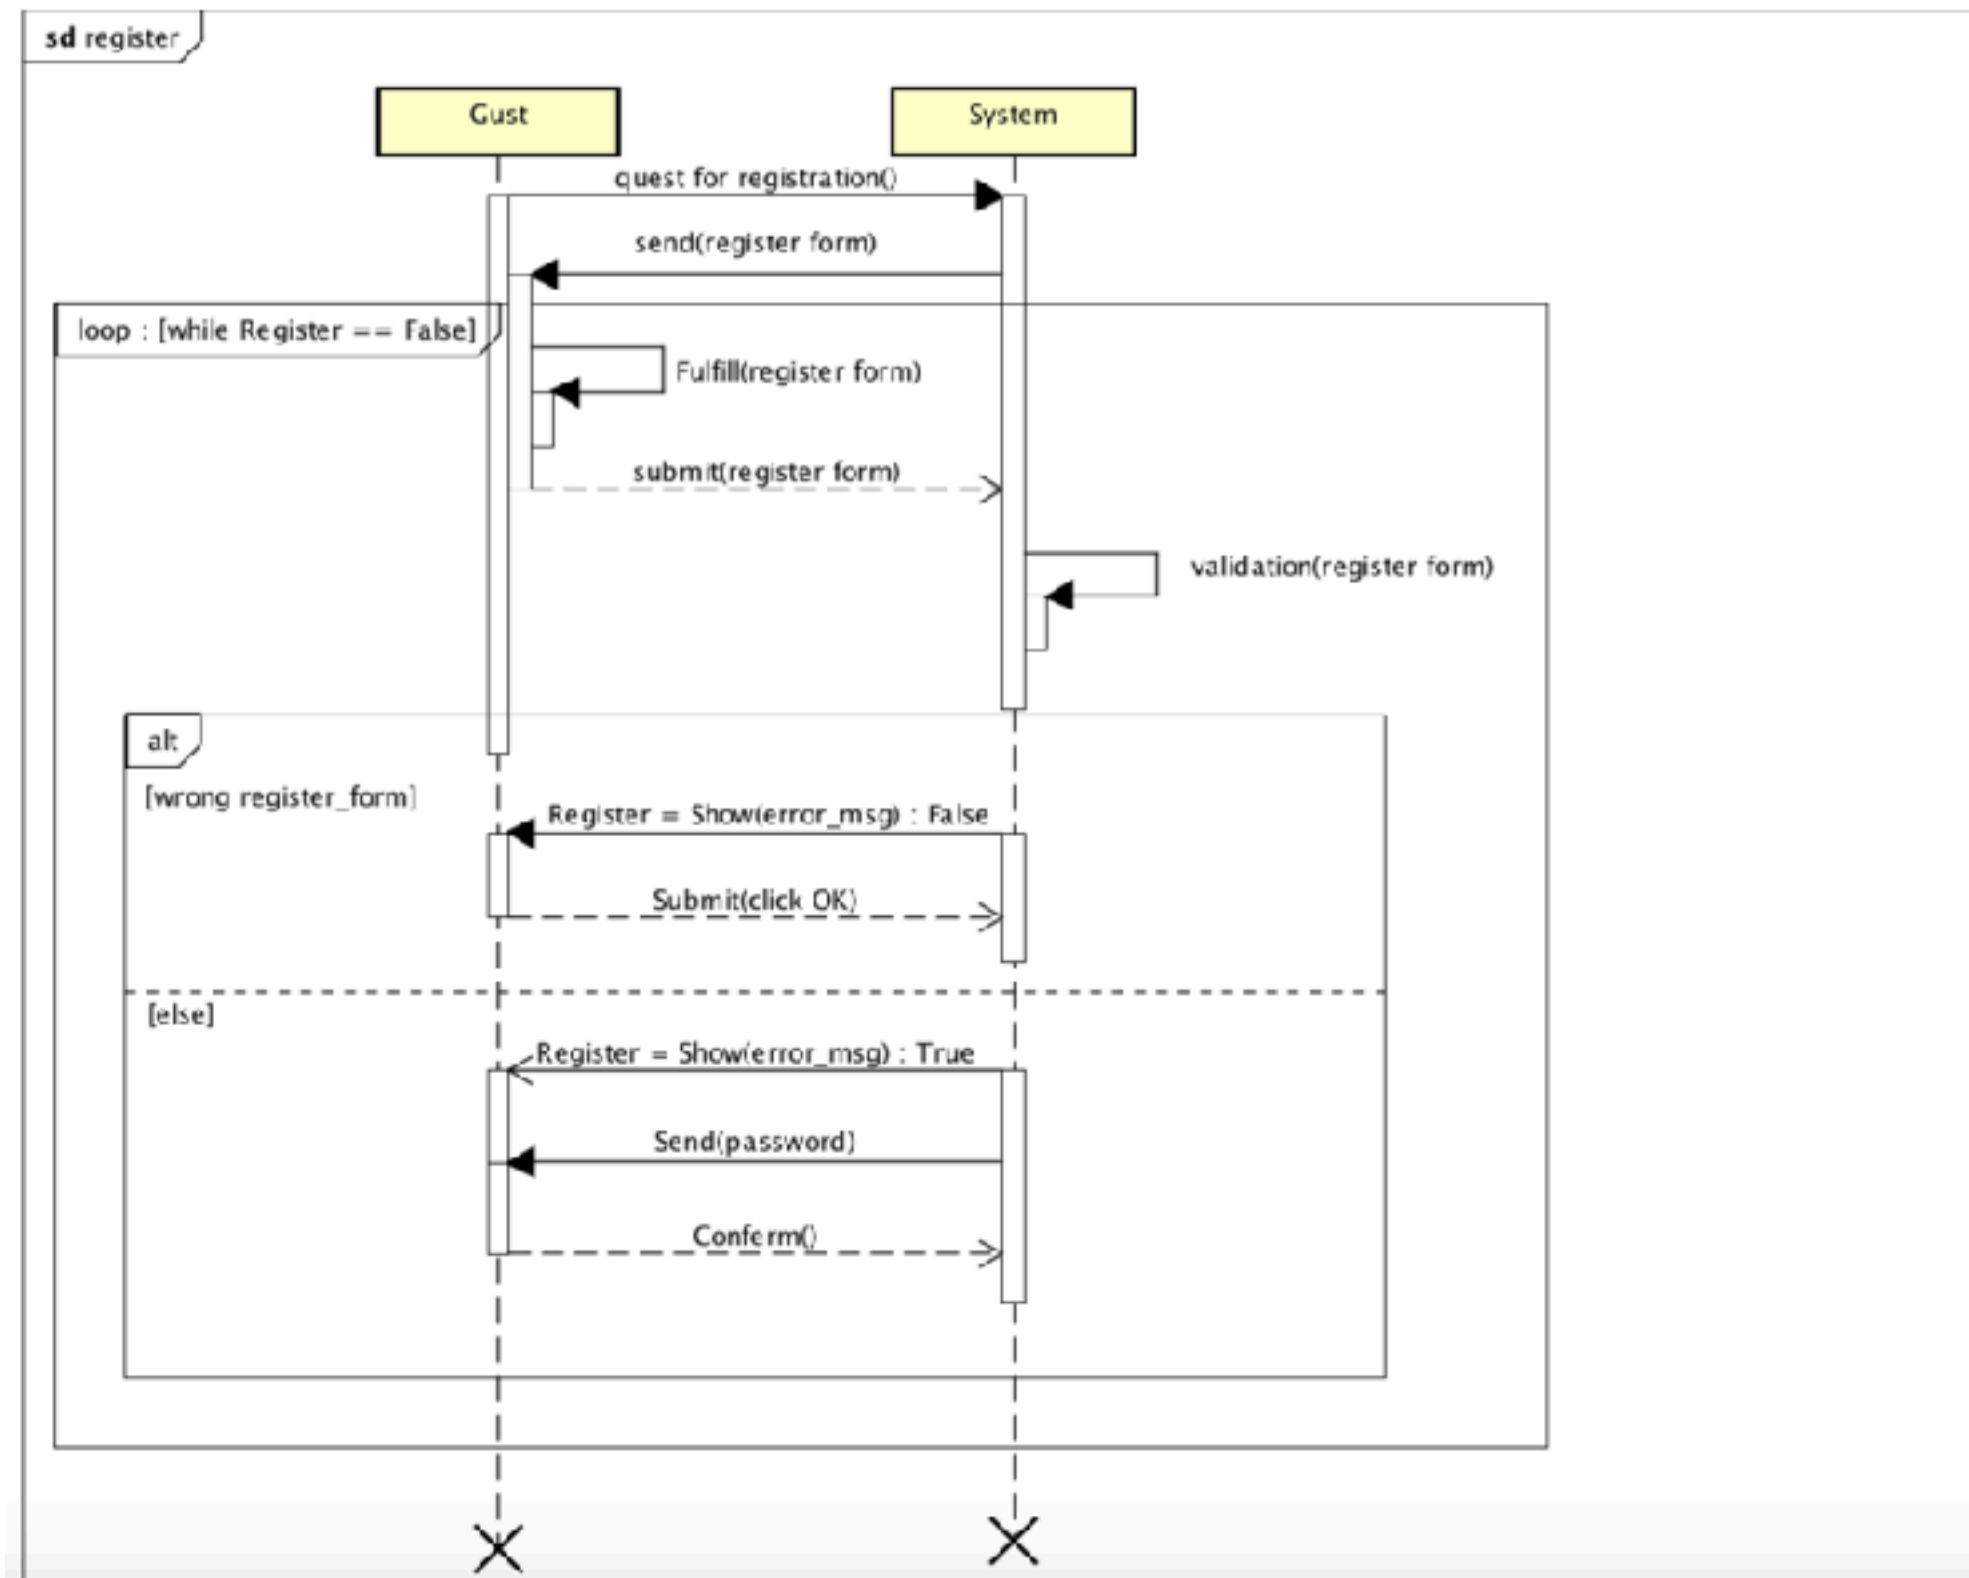 sd register
Gust
System
quest for registration()
send(register form)
loop : [while Register == False]
Fulfill(register form)
submit(register form)
validation(register form)
alt
[wrong register_form]
Register = Show(error_msg) : False
Submit(click OK)
[else]
Register = Show(error_msg) : True
Send(password)
Conferm()